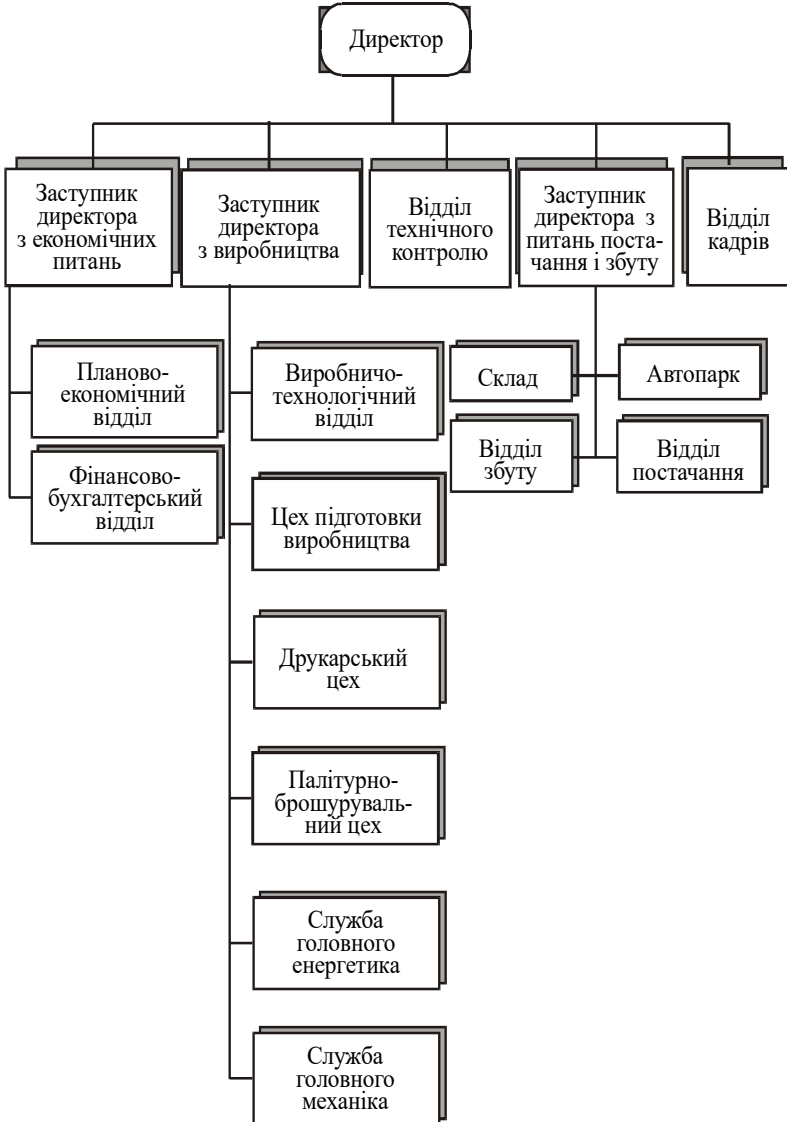 Директор
Заступник
директора
з економічних
питань
Заступник
директора
з виробництва
Відділ
технічного
контролю
Заступник
директора з
питань поста-
чання і збуту
Відділ
кадрів
Планово-
економічний
відділ
Фінансово-
бухгалтерський
відділ
Виробничо-
технологічний
відділ
Цех підготовки
виробництва
Друкарський
цех
Палітурно-
брошурувaль-
ний цех
Служба
головного
енергетика
Служба
головного
механіка
Склад
Автопарк
Відділ
збуту
Відділ
постачання